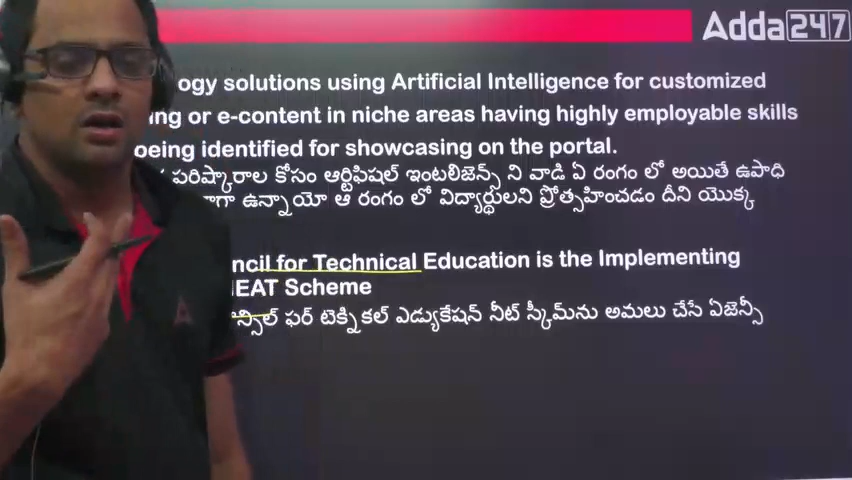 Adda247
ogy solutions using Artificial Intelligence for customized
ing or e-content in niche areas having highly employable skills
being identified for showcasing on the portal.
పరిష్కారాల కోసం ఆర్టిఫిషల్ ఇంటలిజెన్స్ ని వాడి ఏ రంగం లో అయితే ఉపాధి
గా ఉన్నాయో ఆ రంగం లో విద్యార్థులని ప్రోత్సహించడం దీని యొక్క
ncil for Technical Education is the Implementing
EAT Scheme
న్సిల్ ఫర్ టెక్నికల్ ఎడ్యుకేషన్ నీట్ స్కీమ్‌ను అమలు చేసే ఏజెన్సీ